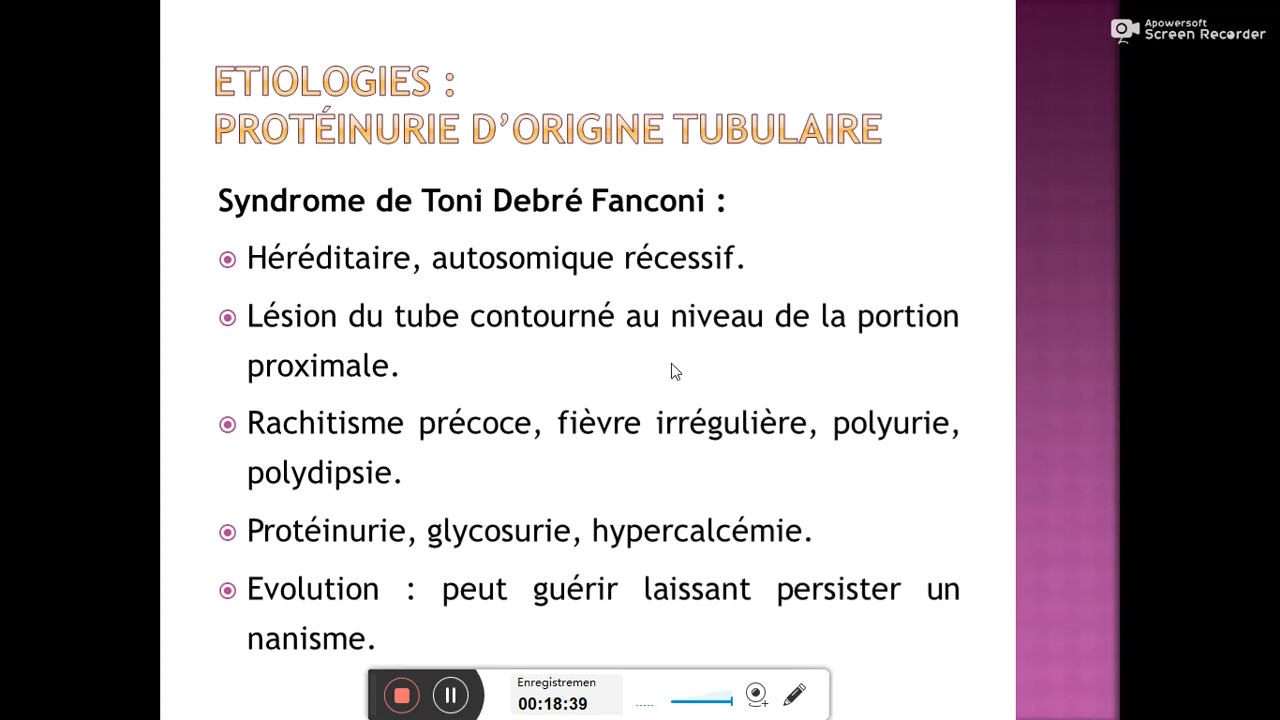 Apowersoft
Screen Recorder
ETIOLOGIES :
PROTÉINURIE D’ORIGINE TUBULAIRE
Syndrome de Toni Debré Fanconi :
Héréditaire, autosomique récessif.
Lésion du tube contourné au niveau de la portion
proximale.
Rachitisme précoce, fièvre irrégulière, polyurie,
polydipsie.
Protéinurie, glycosurie, hypercalcémie.
Evolution : peut guérir laissant persister un
nanisme.
Enregistremen
00:18:39